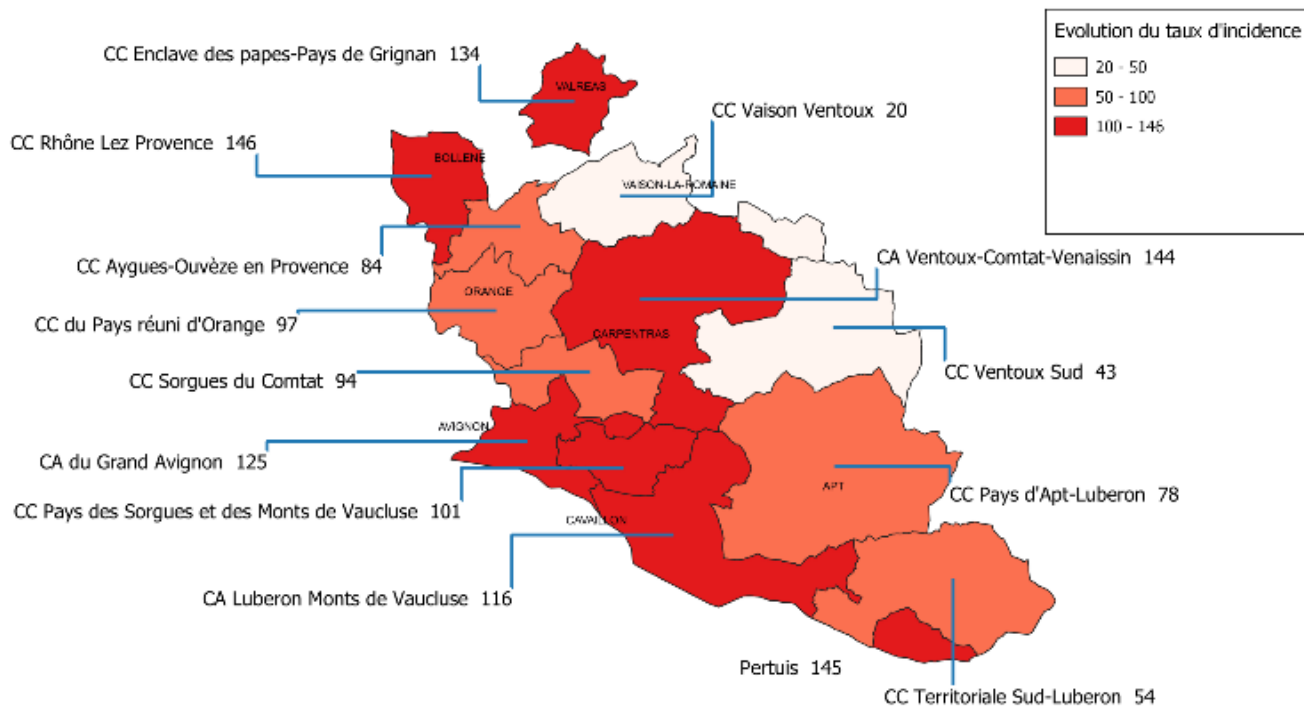 Evolution du taux d'incidence
20 - 50
50 - 100
100 - 146
CC Enclave des papes-Pays de Grignan 134
VALREAS
CC Vaison Ventoux 20
CC Rhône Lez Provence 146
BOLLENE
VAISON-LA-ROMAINE
CC Aygues-Ouvèze en Provence 84
CA Ventoux-Comtat-Venaissin 144
ORANGE
CC du Pays réuni d'Orange 97
CARPENTRAS
CC Ventoux Sud 43
CC Sorgues du Comtat 94
AVIGNON
CA du Grand Avignon 125
APT
CC Pays d'Apt-Luberon 78
CC Pays des Sorgues et des Monts de Vaucluse 101
CAVAILLON
CA Luberon Monts de Vaucluse 116
Pertuis 145
CC Territoriale Sud-Luberon 54